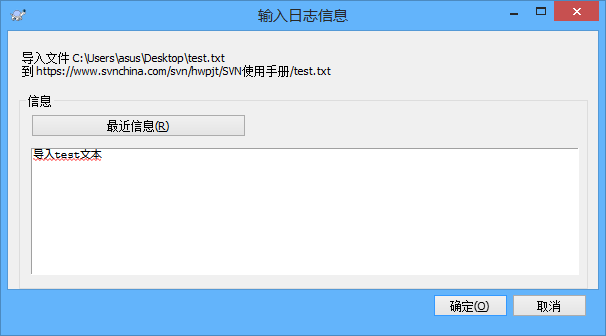 输入日志信息
导入文件 C:\Users\asus\Desktop\test.txt
到 https://www.svnchina.com/svn/hwpjt/SVN使用手册/test.txt
信息
最近信息(R)
导入test文本
确定(O)
取消